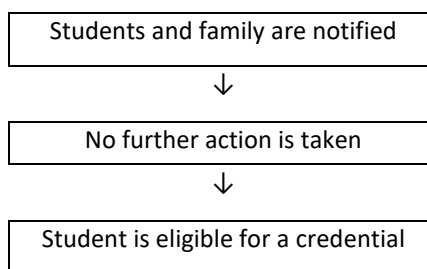 Students and family are notified
↓
No further action is taken
↓
Student is eligible for a credential